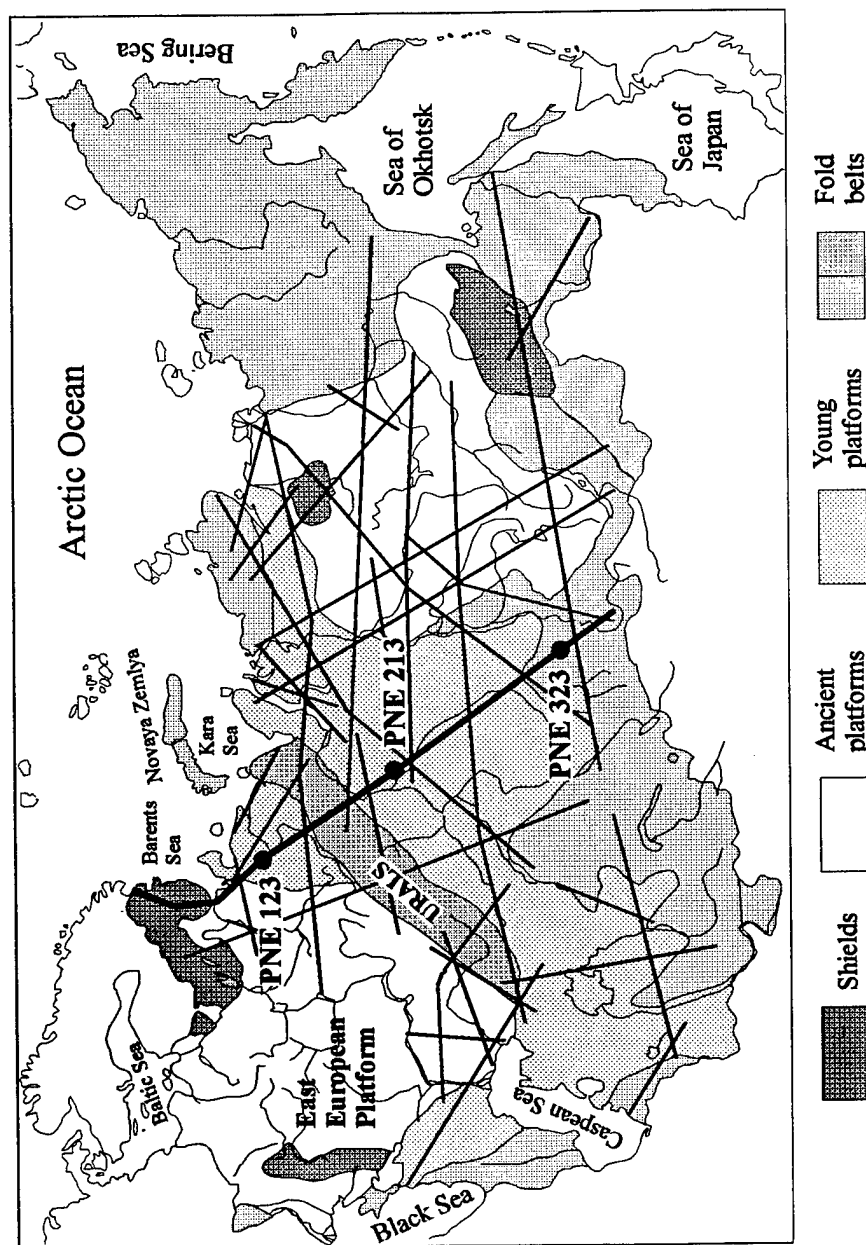 Arctic Ocean
Bering Sea
Novaya Zemlya
Kara
Sea
Barents
Sea
Sea of
Okhotsk
Sea of
Japan
Baltic Sea
PNE 123
PNE 213
PNE 323
URALS
East
European
Platform
Black Sea
Caspean Sea
Shields
Ancient
platforms
Young
platforms
Fold
belts